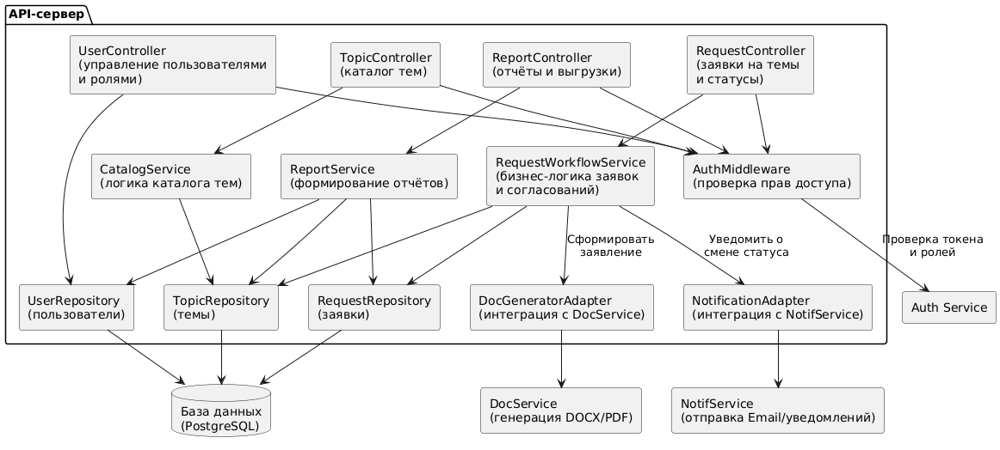 API-сервер
UserController
(управление пользователями
и ролями)
TopicController
(каталог тем)
ReportController
(отчёты и выгрузки)
RequestController
(заявки на темы
и статусы)
CatalogService
(логика каталога тем)
ReportService
(формирование отчётов)
RequestWorkflowService
(бизнес-логика заявок
и согласований)
AuthMiddleware
(проверка прав доступа)
Сформировать
заявление
Уведомить о
смене статуса
Проверка токена
и ролей
UserRepository
(пользователи)
TopicRepository
(темы)
RequestRepository
(заявки)
DocGeneratorAdapter
(интеграция с DocService)
NotificationAdapter
(интеграция с NotifService)
Auth Service
База данных
(PostgreSQL)
DocService
(генерация DOCX/PDF)
NotifService
(отправка Email/уведомлений)